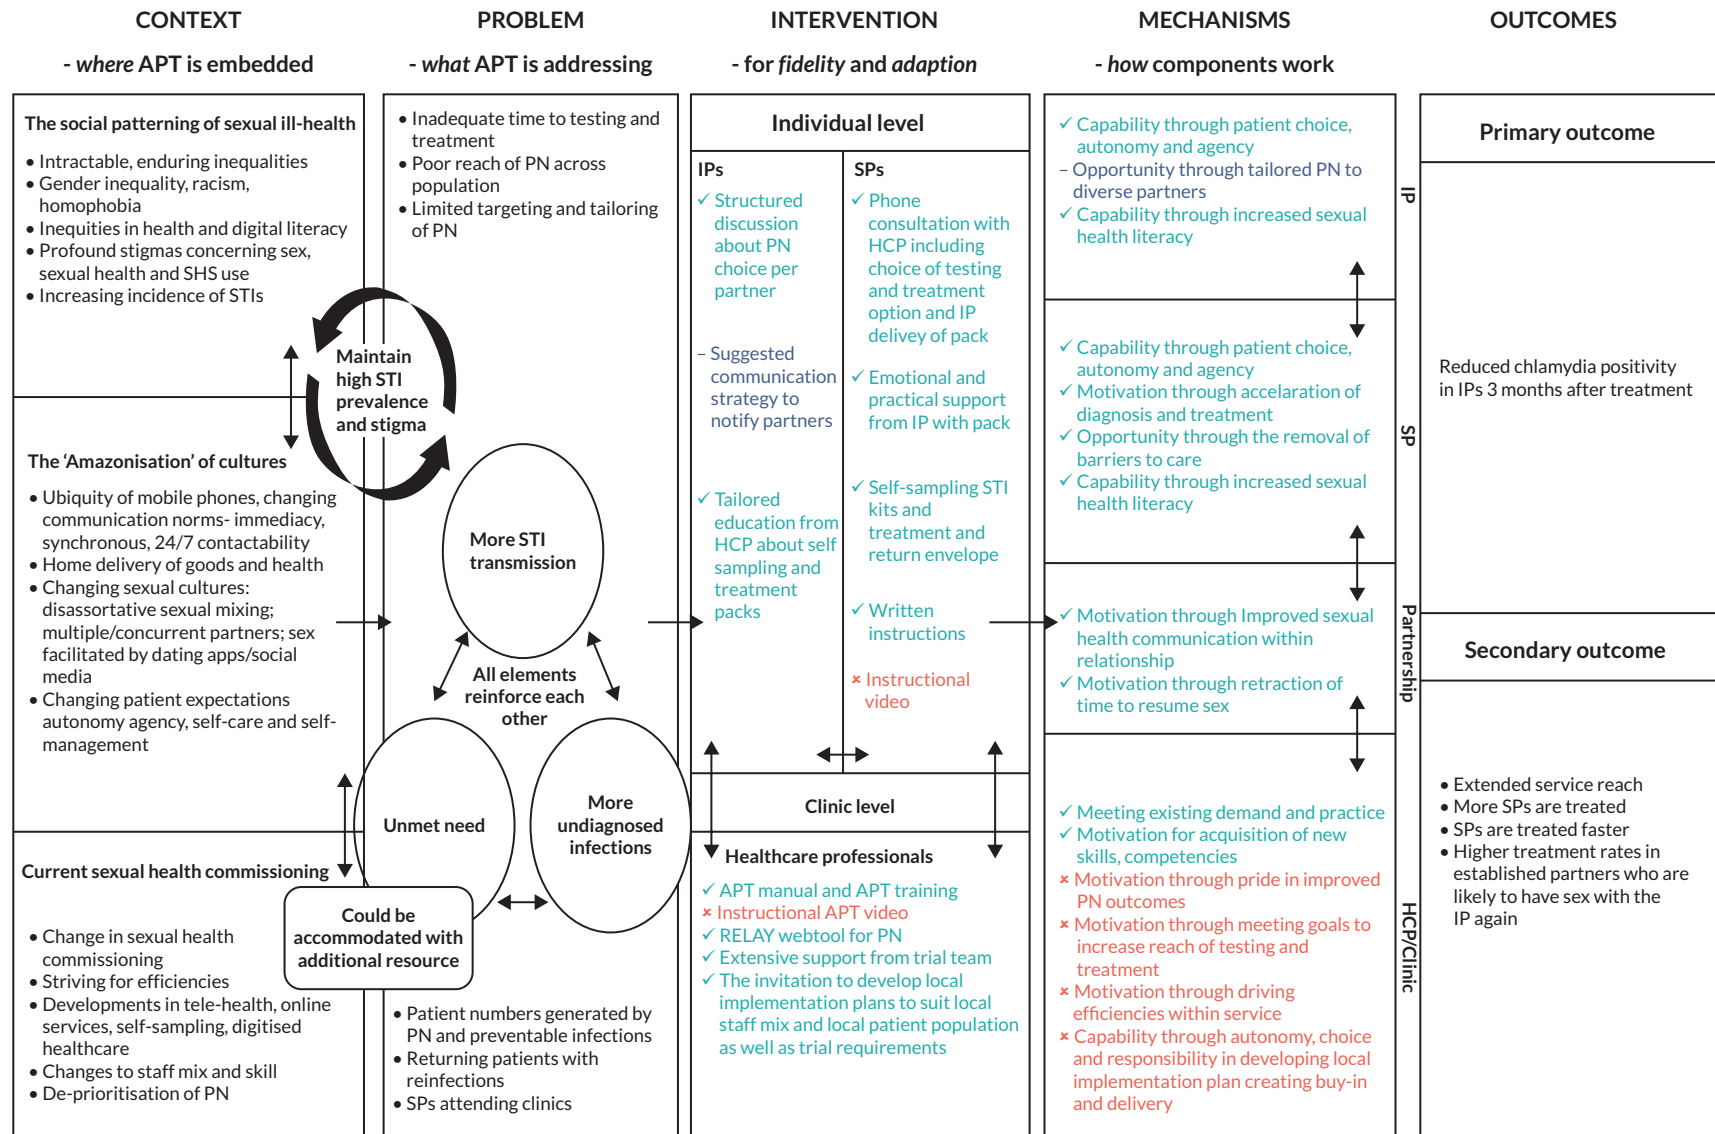 CONTEXT
- where APT is embedded
The social patterning of sexual ill-health
• Intractable, enduring inequalities
• Gender inequality, racism,
homophobia
• Inequities in health and digital literacy
• Profound stigmas concerning sex,
sexual health and SHS use
• Increasing incidence of STIs
Maintain
high STI
prevalence
and stigma
The ‘Amazonisation’ of cultures
• Ubiquity of mobile phones, changing
communication norms- immediacy,
synchronous, 24/7 contactability
• Home delivery of goods and health
• Changing sexual cultures:
disassortative sexual mixing;
multiple/concurrent partners; sex
facilitated by dating apps/social
media
• Changing patient expectations
autonomy agency, self-care and self-
management
Current sexual health commissioning
• Change in sexual health
commissioning
• Striving for efficiencies
• Developments in tele-health, online
services, self-sampling, digitised
healthcare
• Changes to staff mix and skill
• De-prioritisation of PN
PROBLEM
- what APT is addressing
• Inadequate time to testing and
treatment
• Poor reach of PN across
population
• Limited targeting and tailoring
of PN
More STI
transmission
All elements
reinforce each
other
Unmet need
More
undiagnosed
infections
Could be
accommodated with
additional resource
• Patient numbers generated by
PN and preventable infections
• Returning patients with
reinfections
• SPs attending clinics
INTERVENTION
- for fidelity and adaption
Individual level
IPs
✓ Structured
discussion
about PN
choice per
partner
– Suggested
communication
strategy to
notify partners
✓ Tailored
education from
HCP about self
sampling and
treatment
packs
SPs
✓ Phone
consultation with
HCP including
choice of testing
and treatment
option and IP
delivey of pack
✓ Emotional and
practical support
from IP with pack
✓ Self-sampling STI
kits and
treatment and
return envelope
✓ Written
instructions
× Instructional
video
Clinic level
Healthcare professionals
✓ APT manual and APT training
× Instructional APT video
✓ RELAY webtool for PN
✓ Extensive support from trial team
✓ The invitation to develop local
implementation plans to suit local
staff mix and local patient population
as well as trial requirements
MECHANISMS
- how components work
IP
✓ Capability through patient choice,
autonomy and agency
– Opportunity through tailored PN to
diverse partners
✓ Capability through increased sexual
health literacy
SP
✓ Capability through patient choice,
autonomy and agency
✓ Motivation through accelaration of
diagnosis and treatment
✓ Opportunity through the removal of
barriers to care
✓ Capability through increased sexual
health literacy
Partnership
✓ Motivation through Improved sexual
health communication within
relationship
✓ Motivation through retraction of
time to resume sex
HCP/Clinic
✓ Meeting existing demand and practice
✓ Motivation for acquisition of new
skills, competencies
× Motivation through pride in improved
PN outcomes
× Motivation through meeting goals to
increase reach of testing and
treatment
× Motivation through driving
efficiencies within service
× Capability through autonomy, choice
and responsibility in developing local
implementation plan creating buy-in
and delivery
OUTCOMES
Primary outcome
Reduced chlamydia positivity
in IPs 3 months after treatment
Secondary outcome
• Extended service reach
• More SPs are treated
• SPs are treated faster
• Higher treatment rates in
established partners who are
likely to have sex with the
IP again